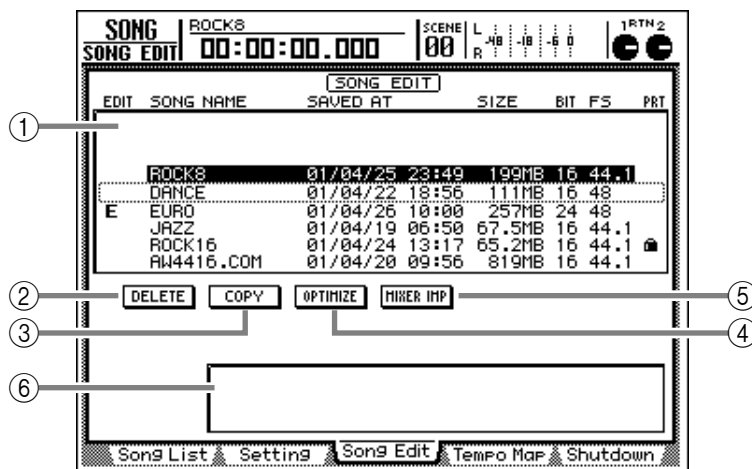 SONG ROCK8 SCENE L 1RTN2
SONG EDIT 00:00:00.000 00 R -48 -18 -6 0
SONG EDIT
EDIT SONG NAME SAVED AT SIZE BIT FS PRT
①
ROCK8 01/04/25 23:49 199MB 16 44.1
DANCE 01/04/22 18:56 111MB 16 48
E EURO 01/04/26 10:00 257MB 24 48
JAZZ 01/04/19 06:50 67.5MB 16 44.1
ROCK16 01/04/24 13:17 65.2MB 16 44.1
AW4416.COM 01/04/20 09:56 819MB 16 44.1
② DELETE COPY OPTIMIZE MIXER IMP ⑤
③ ④
⑥
Song List Setting Song Edit Tempo Map Shutdown